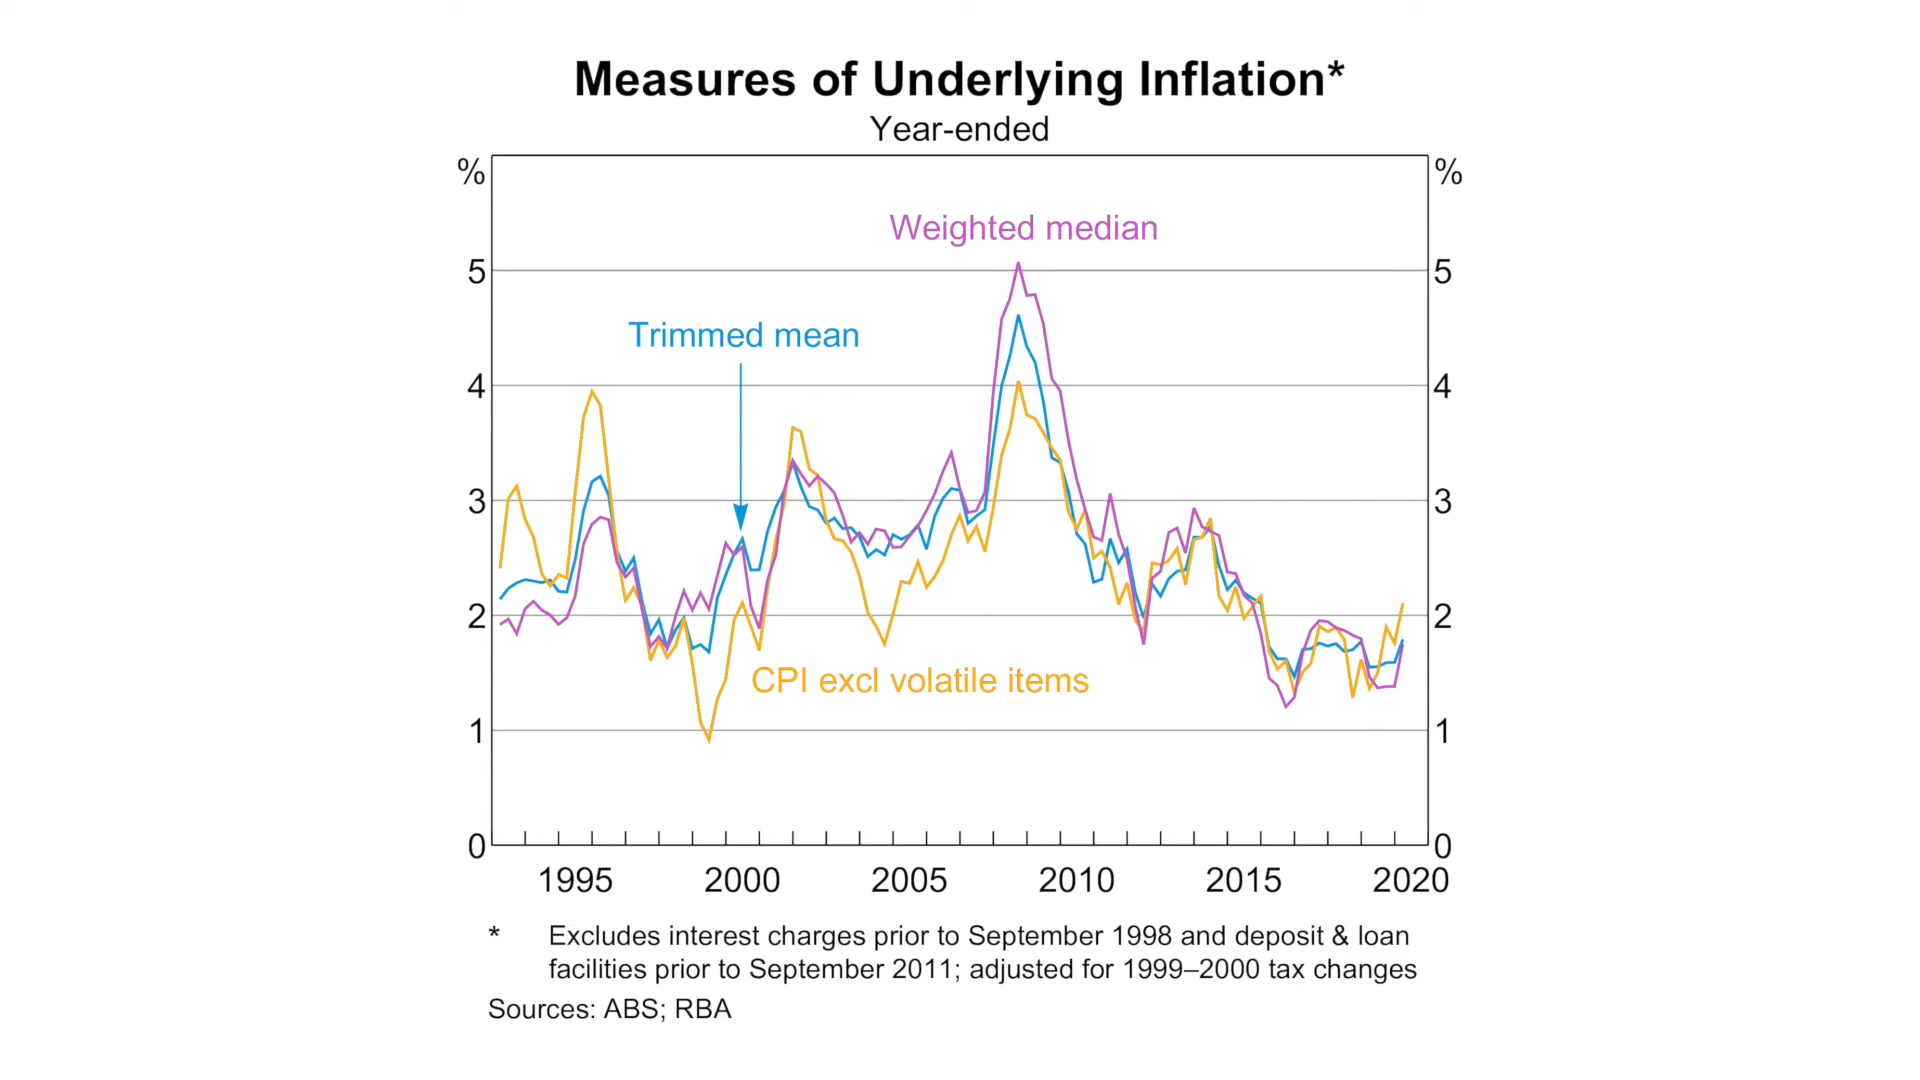 Measures of Underlying Inflation*
Year-ended
% %
Weighted median
5 5
Trimmed mean
4 4
3 3
2 2
CPI excl volatile items
1 1
0 0
1995 2000 2005 2010 2015 2020
* Excludes interest charges prior to September 1998 and deposit & loan
facilities prior to September 2011; adjusted for 1999–2000 tax changes
Sources: ABS; RBA